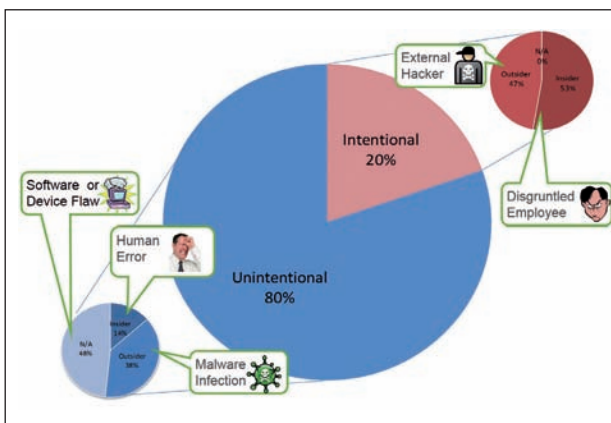 External
Hacker
N/A
0%
Outsider
47%
Insider
53%
Intentional
20%
Disgruntled
Employee
Software or
Device Flaw
Human
Error
Unintentional
80%
Insider
14%
N/A
48%
Outsider
38%
Malware
Infection